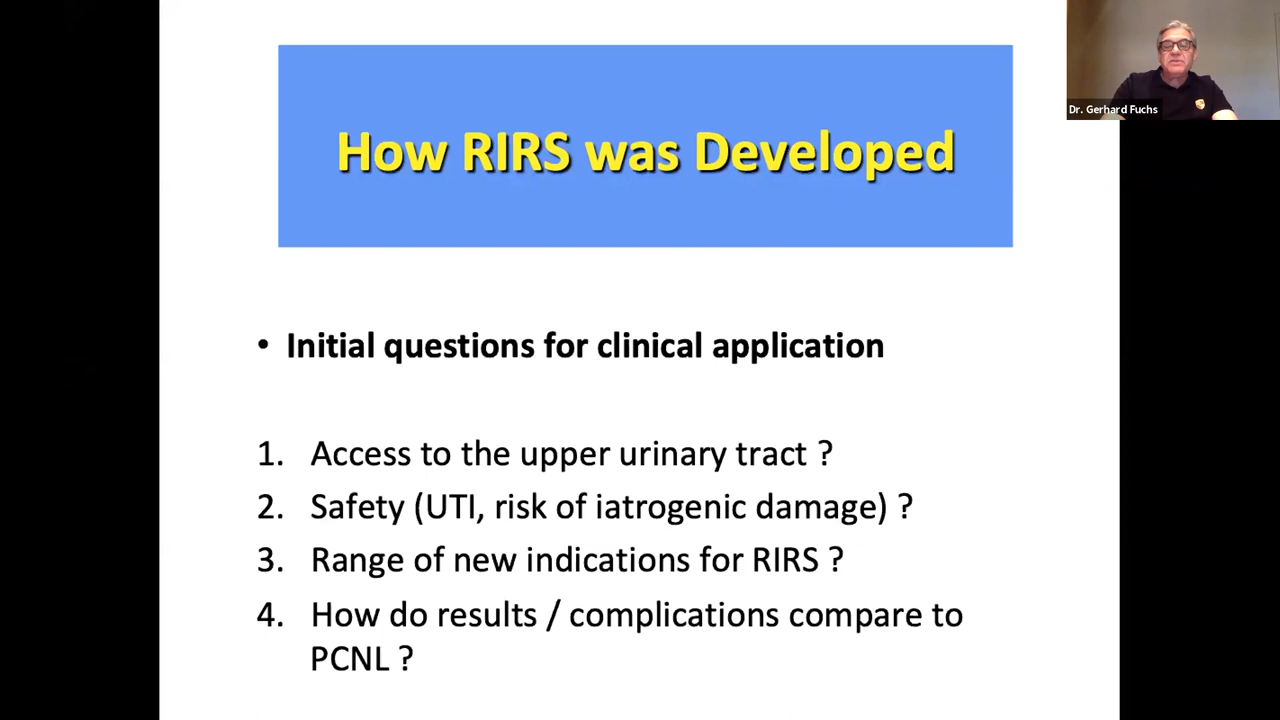 How RIRS was Developed
Dr. Gerhard Fuchs
• Initial questions for clinical application
1. Access to the upper urinary tract ?
2. Safety (UTI, risk of iatrogenic damage) ?
3. Range of new indications for RIRS ?
4. How do results / complications compare to
PCNL ?